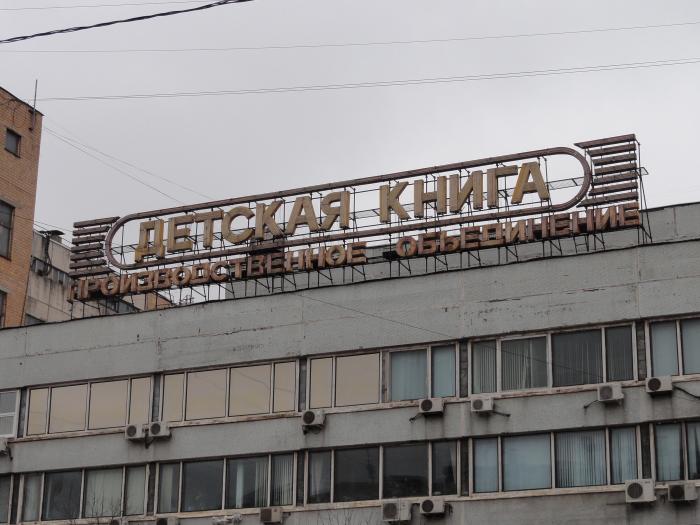 ДЕТСКАЯ КНИГА
ПРОИЗВОДСТВЕННОЕ ОБЪЕДИНЕНИЕ